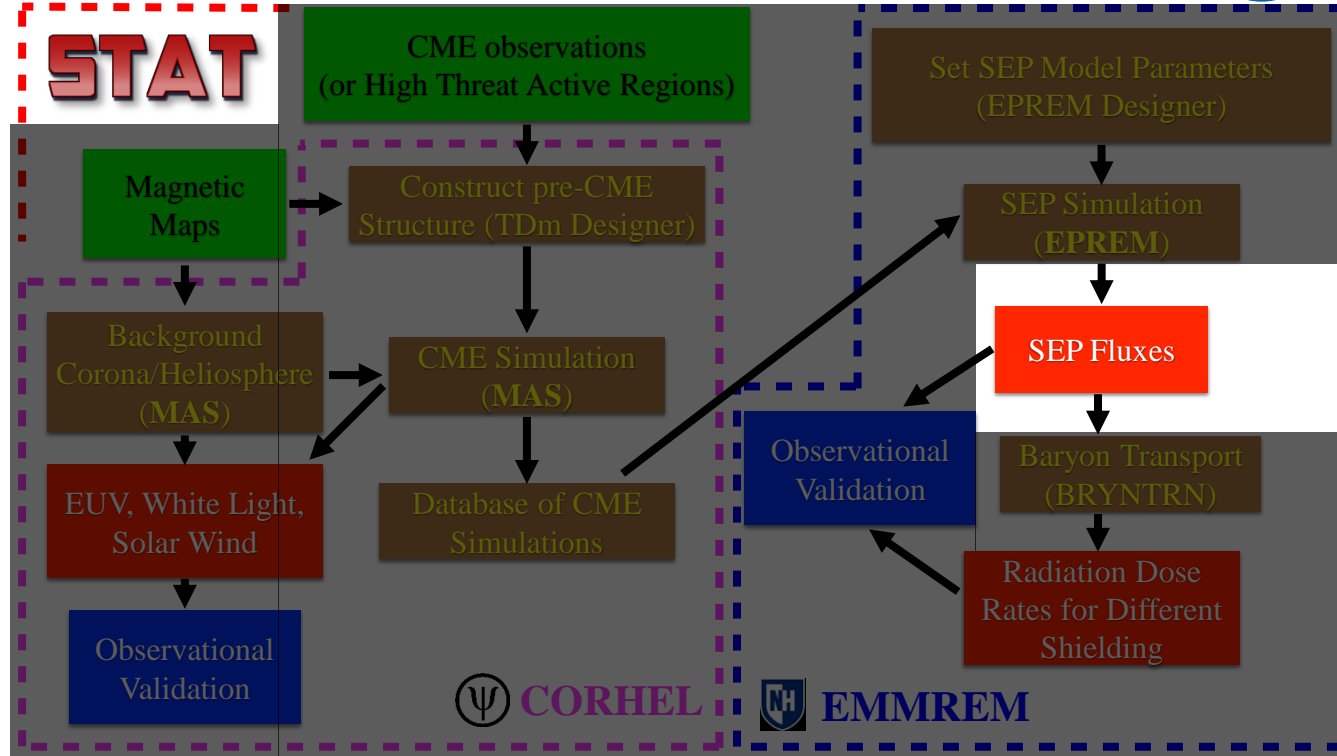 STAT
CME observations
(or High Threat Active Regions)
Set SEP Model Parameters
(EPREM Designer)
Magnetic
Maps
Construct pre-CME
Structure (TDm Designer)
SEP Simulation
(EPREM)
Background
Corona/Heliosphere
(MAS)
CME Simulation
(MAS)
SEP Fluxes
Observational
Validation
Baryon Transport
(BRYNTRN)
EUV, White Light,
Solar Wind
Database of CME
Simulations
Radiation Dose
Rates for Different
Shielding
Observational
Validation
Ψ CORHEL
NH EMMREM